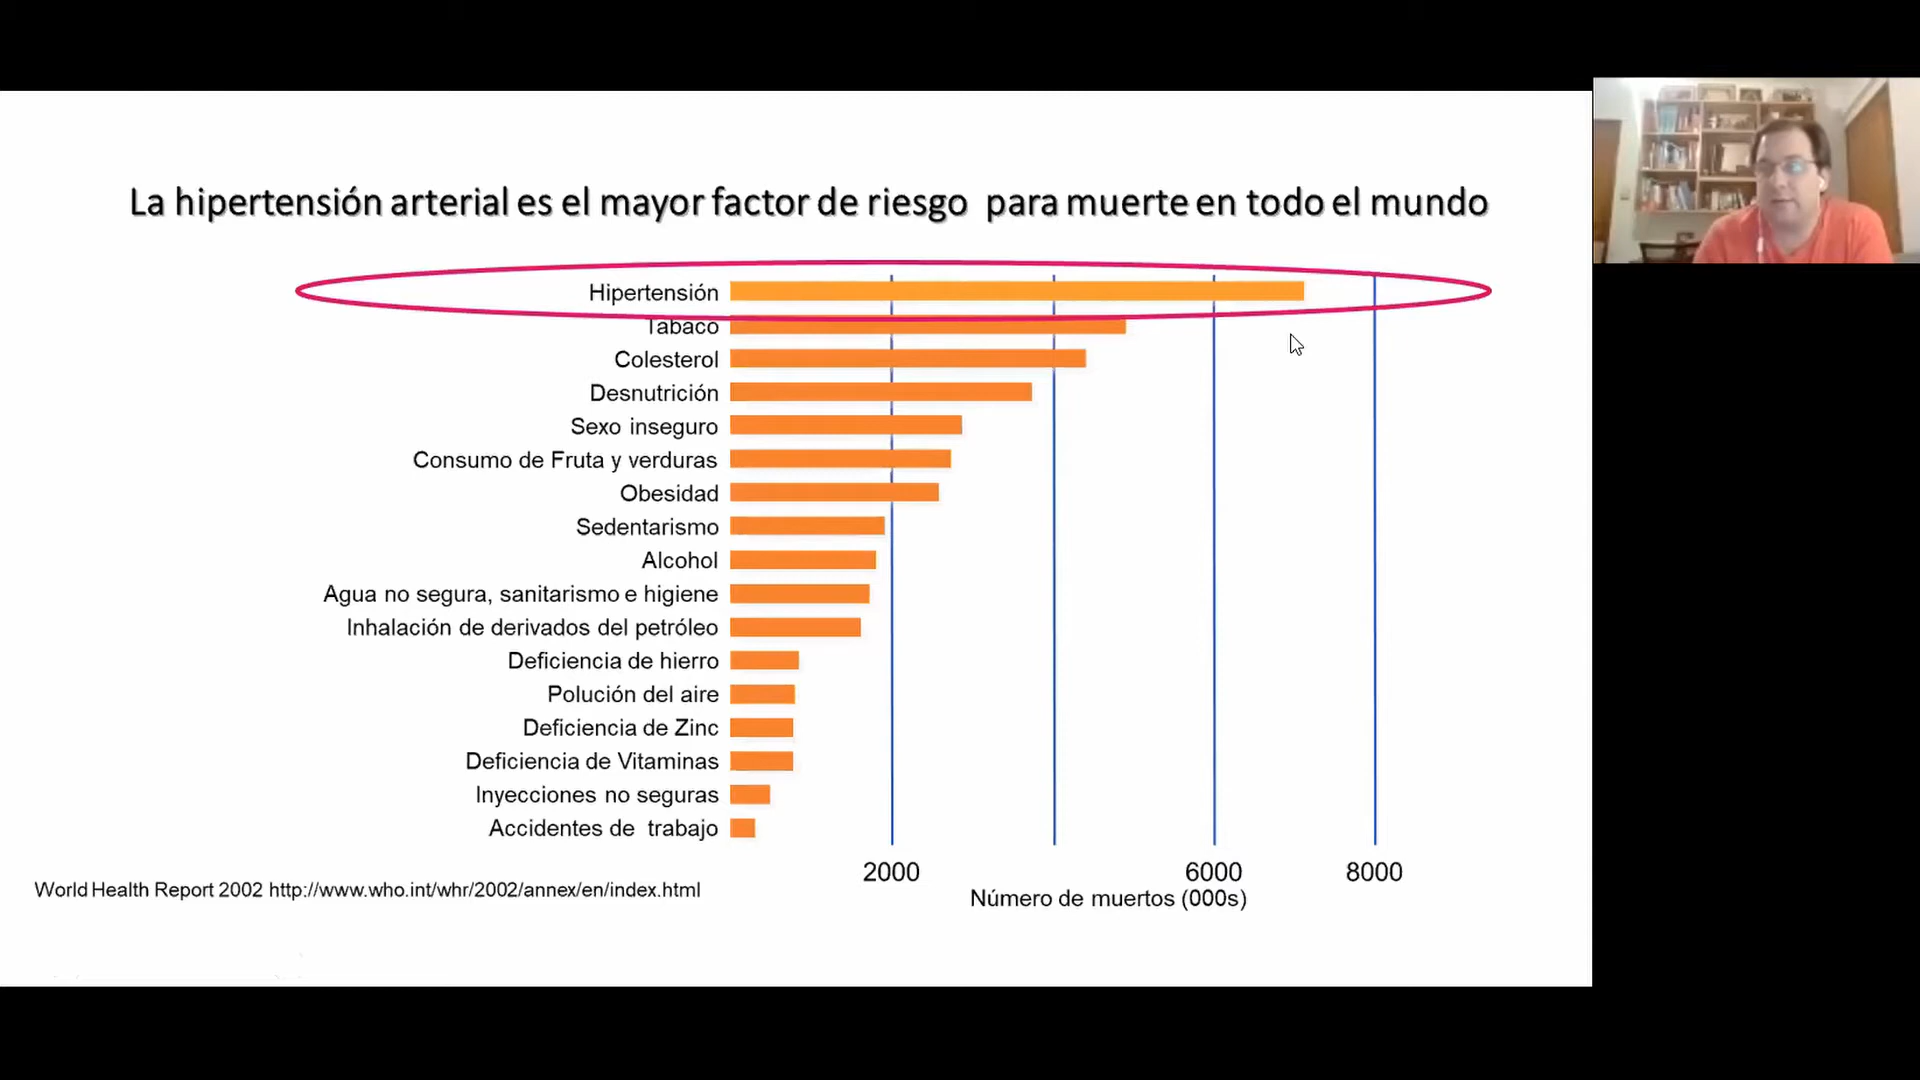 La hipertensión arterial es el mayor factor de riesgo para muerte en todo el mundo
Hipertensión
Tabaco
Colesterol
Desnutrición
Sexo inseguro
Consumo de Fruta y verduras
Obesidad
Sedentarismo
Alcohol
Agua no segura, sanitarismo e higiene
Inhalación de derivados del petróleo
Deficiencia de hierro
Polución del aire
Deficiencia de Zinc
Deficiencia de Vitaminas
Inyecciones no seguras
Accidentes de trabajo
2000 6000 8000
Número de muertos (000s)
World Health Report 2002 http://www.who.int/whr/2002/annex/en/index.html